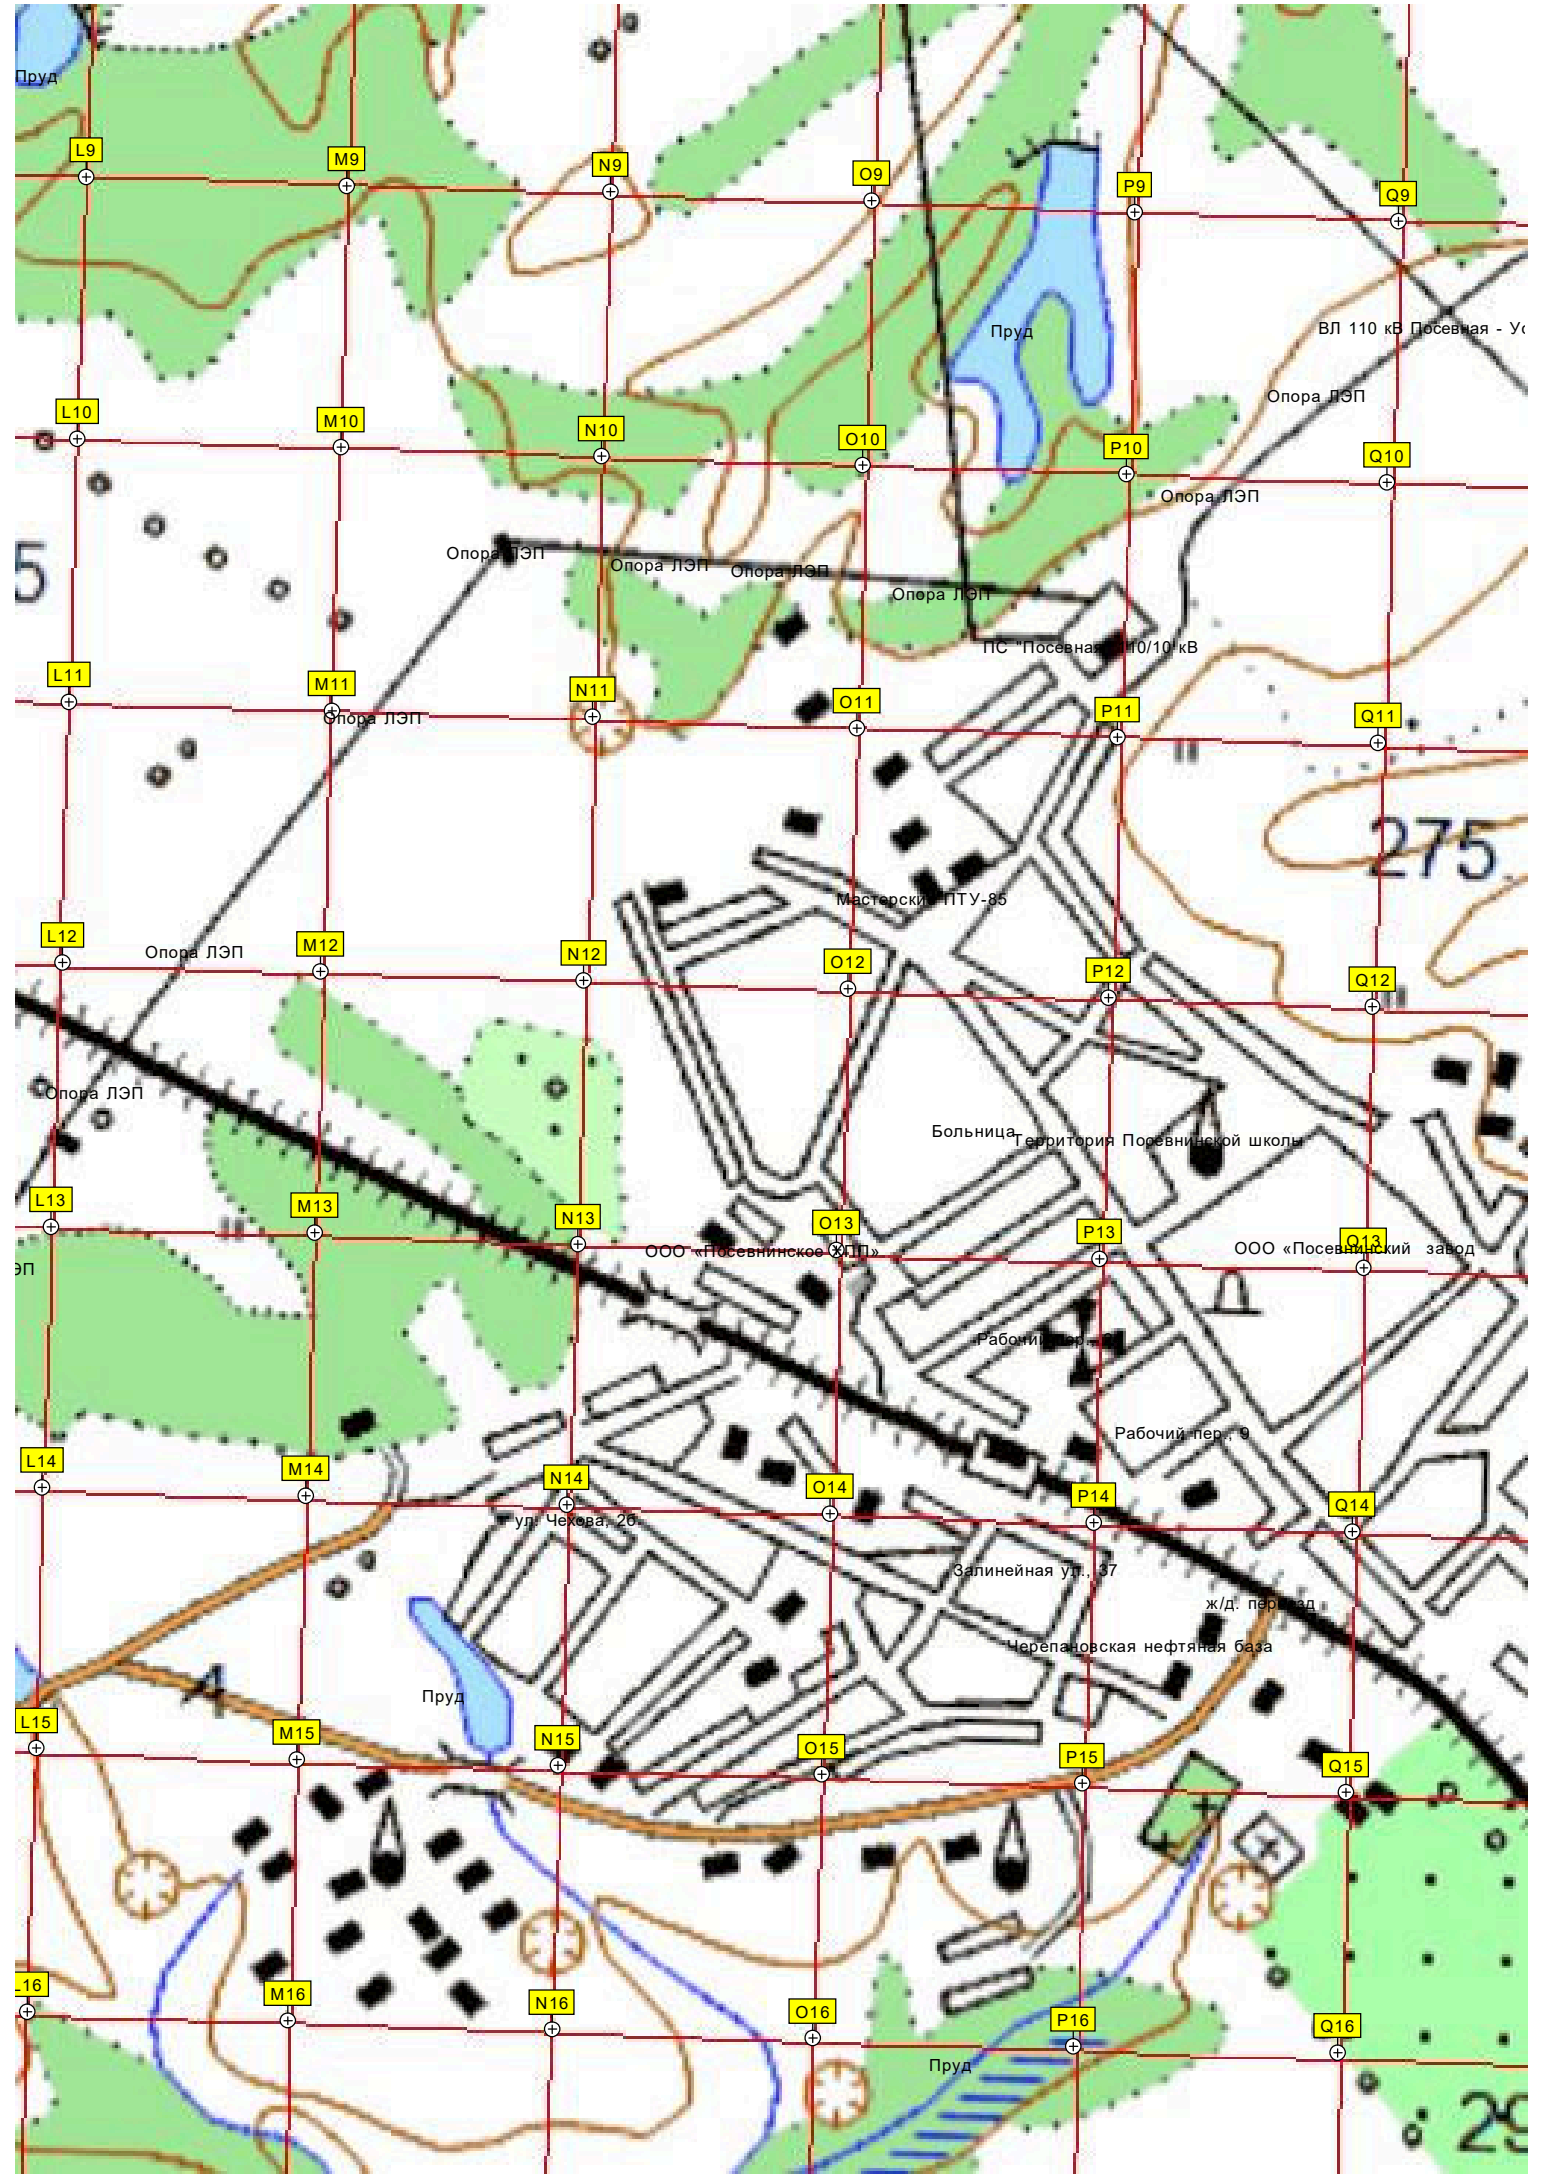 Пруд
L9
M9
N9
O9
P9
Q9
Пруд
ВЛ 110 кВ Посевная - Ус
Опора ЛЭП
L10
M10
N10
O10
P10
Q10
Опора ЛЭП
Опора ЛЭП
Опора ЛЭП
Опора ЛЭП
Опора ЛЭП
5
ПС "Посевная 110/10 кВ
L11
M11
N11
O11
P11
Q11
Опора ЛЭП
275
Мастерские ПТУ-85
L12
M12
N12
O12
P12
Q12
Опора ЛЭП
Опора ЛЭП
Больница
Территория Посевнинской школы
L13
M13
N13
O13
P13
Q13
ООО «Посевнинское ХПП»
ООО «Посевнинский завод
ЭП
Рабочий пер.,
Рабочий пер., 9
L14
M14
N14
O14
P14
Q14
ул. Чехова, 2б
Залинейная ул., 37
ж/д. переезд
Черепановская нефтяная база
4
Пруд
L15
M15
N15
O15
P15
Q15
L16
M16
N16
O16
P16
Q16
Пруд
29